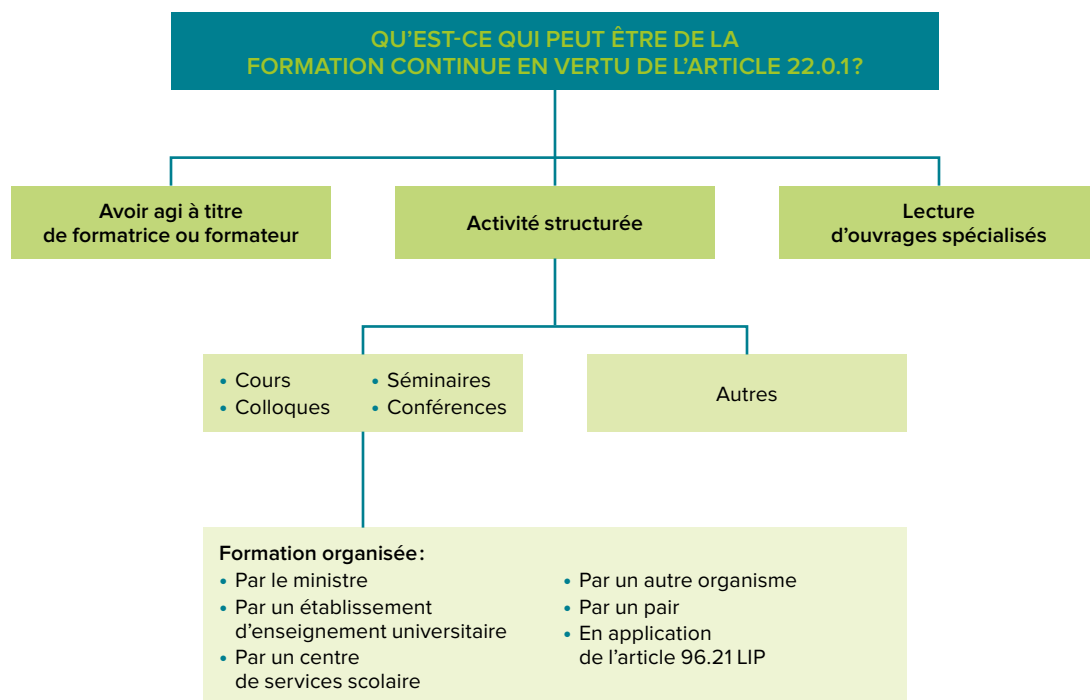 QU'EST-CE QUI PEUT ÊTRE DE LA
FORMATION CONTINUE EN VERTU DE L'ARTICLE 22.0.1?
Avoir agi à titre
de formatrice ou formateur
Activité structurée
Lecture
d'ouvrages spécialisés
• Cours
• Colloques
• Séminaires
• Conférences
Autres
Formation organisée:
• Par le ministre
• Par un établissement
d'enseignement universitaire
• Par un centre
de services scolaire
• Par un autre organisme
• Par un pair
• En application
de l'article 96.21 LIP